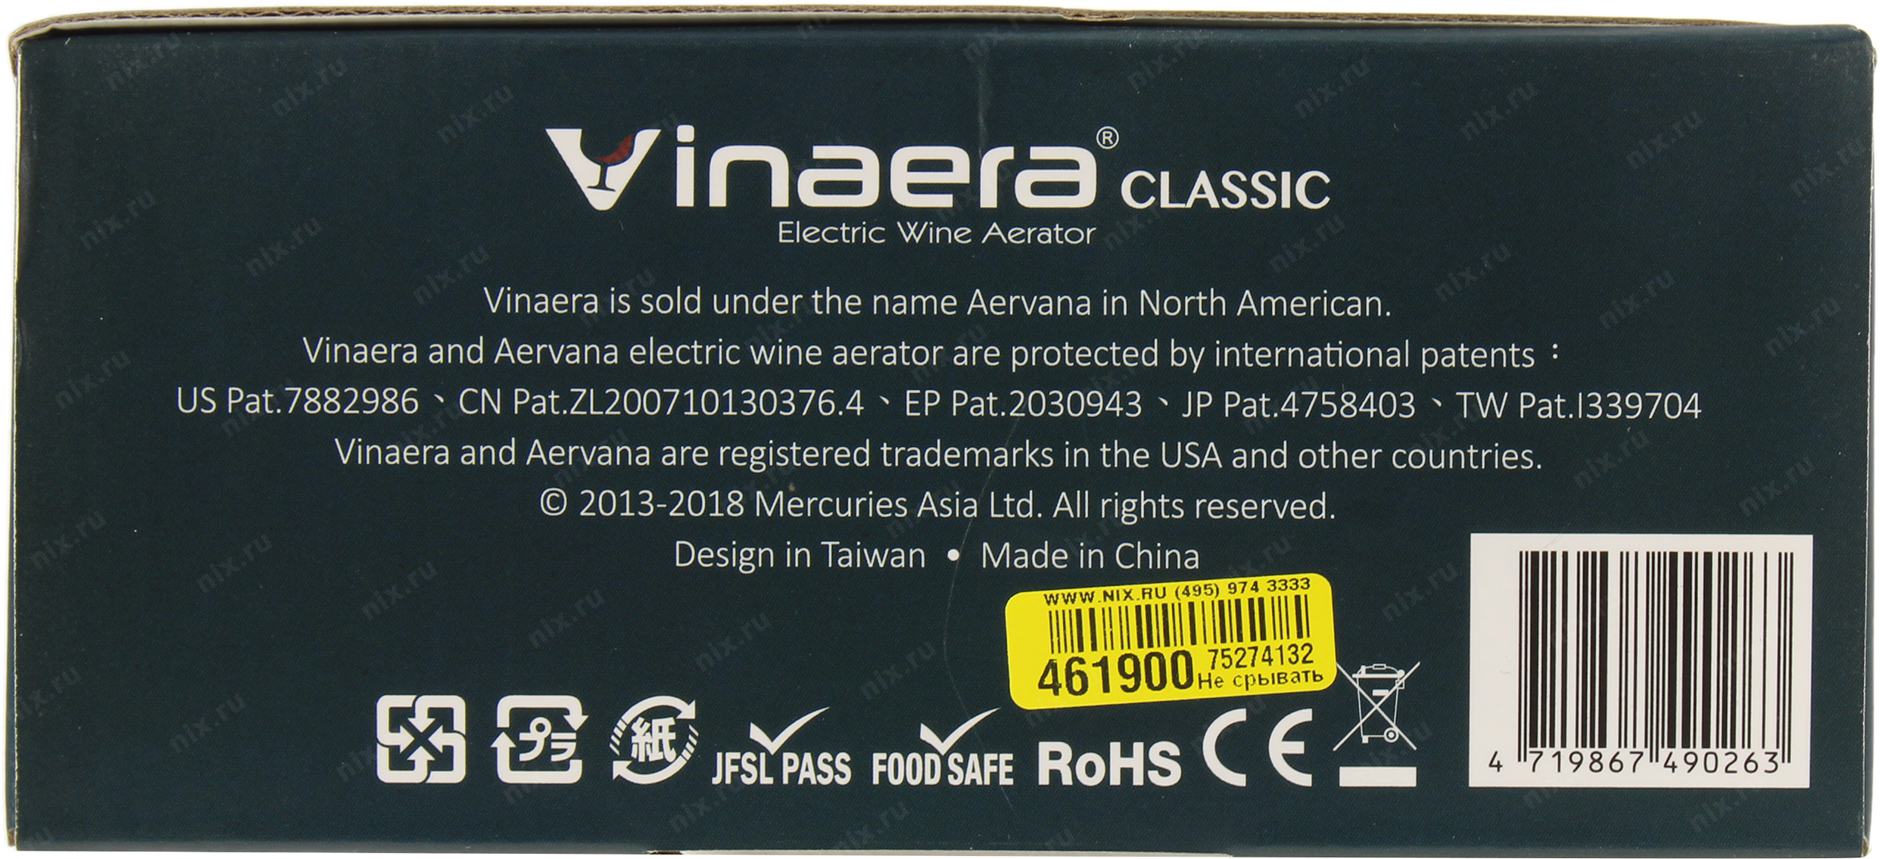 Vinaera® CLASSIC
Electric Wine Aerator
Vinaera is sold under the name Aervana in North American.
Vinaera and Aervana electric wine aerator are protected by international patents：
US Pat.7882986、CN Pat.ZL200710130376.4、EP Pat.2030943、JP Pat.4758403、TW Pat.I339704
Vinaera and Aervana are registered trademarks in the USA and other countries.
© 2013-2018 Mercuries Asia Ltd. All rights reserved.
Design in Taiwan • Made in China
WWW.NIX.RU (495) 974 3333
461900 75274132
Не срывать
プラ
紙
JFSL PASS
FOOD SAFE
RoHS
CE
4 719867 490263
nix.ru